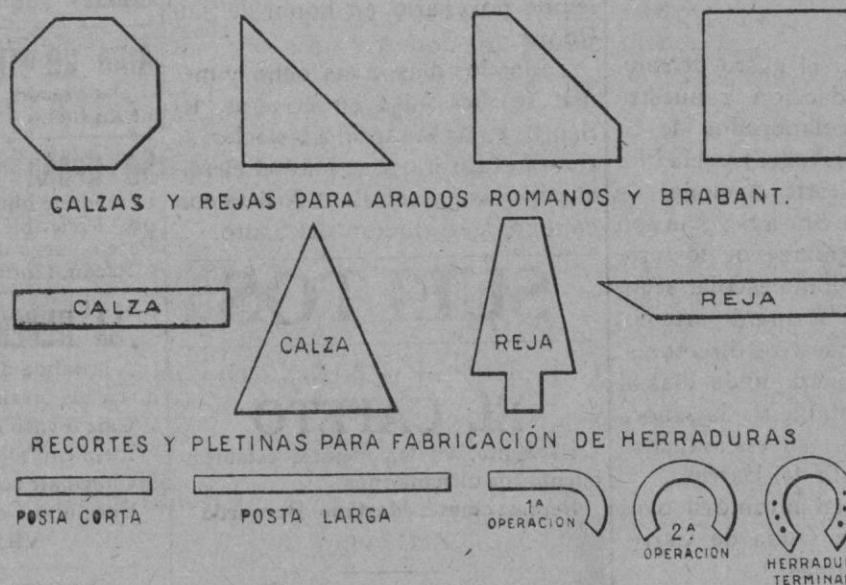 CALZAS Y REJAS PARA ARADOS ROMANOS Y BRABANT.
CALZA
CALZA
REJA
REJA
RECORTES Y PLETINAS PARA FABRICACIÓN DE HERRADURAS
POSTA CORTA
POSTA LARGA
1ª
OPERACION
2ª
OPERACION